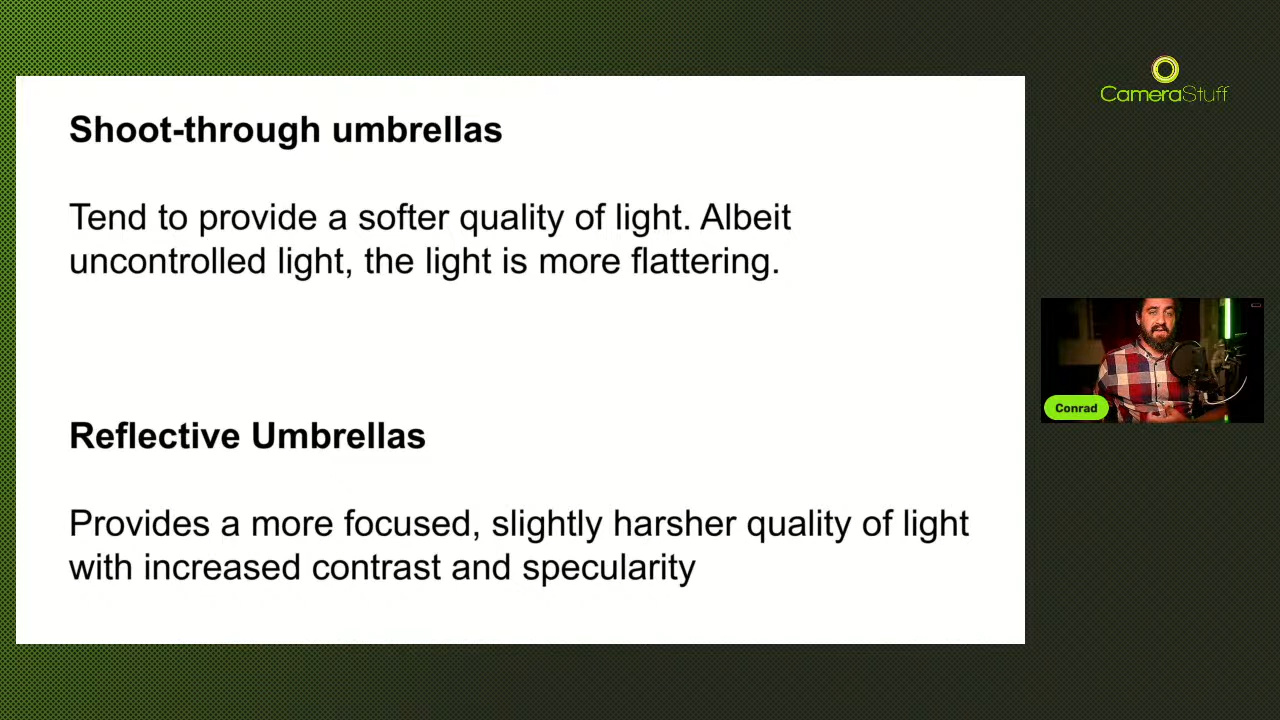 CameraStuff
Shoot-through umbrellas
Tend to provide a softer quality of light. Albeit
uncontrolled light, the light is more flattering.
Reflective Umbrellas
Provides a more focused, slightly harsher quality of light
with increased contrast and specularity
Conrad